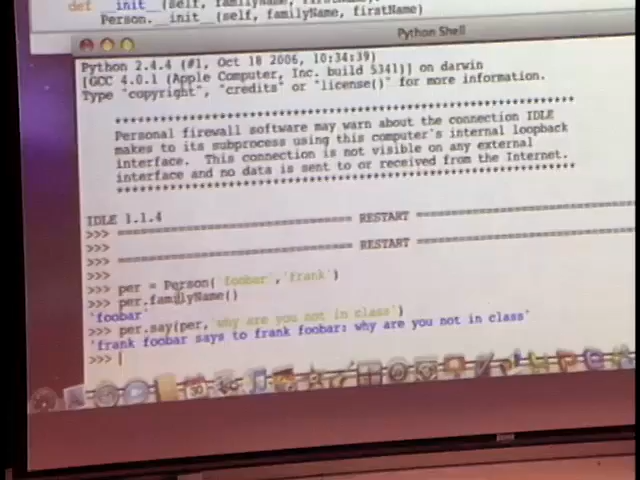 def __init__(self, familyName, firstName):
Person.__init__(self, familyName, firstName)
Python Shell
Python 2.4.4 (#1, Oct 18 2006, 10:34:39)
[GCC 4.0.1 (Apple Computer, Inc. build 5341)] on darwin
Type "copyright", "credits" or "license()" for more information.
****************************************************************
Personal firewall software may warn about the connection IDLE
makes to its subprocess using this computer's internal loopback
interface. This connection is not visible on any external
interface and no data is sent to or received from the Internet.
****************************************************************
IDLE 1.1.4
>>> ================================ RESTART ================================
>>>
>>> ================================ RESTART ================================
>>>
>>> per = Person('foobar','frank')
>>> per.familyName()
'foobar'
>>> per.say(per,'why are you not in class')
'frank foobar says to frank foobar: why are you not in class'
>>>